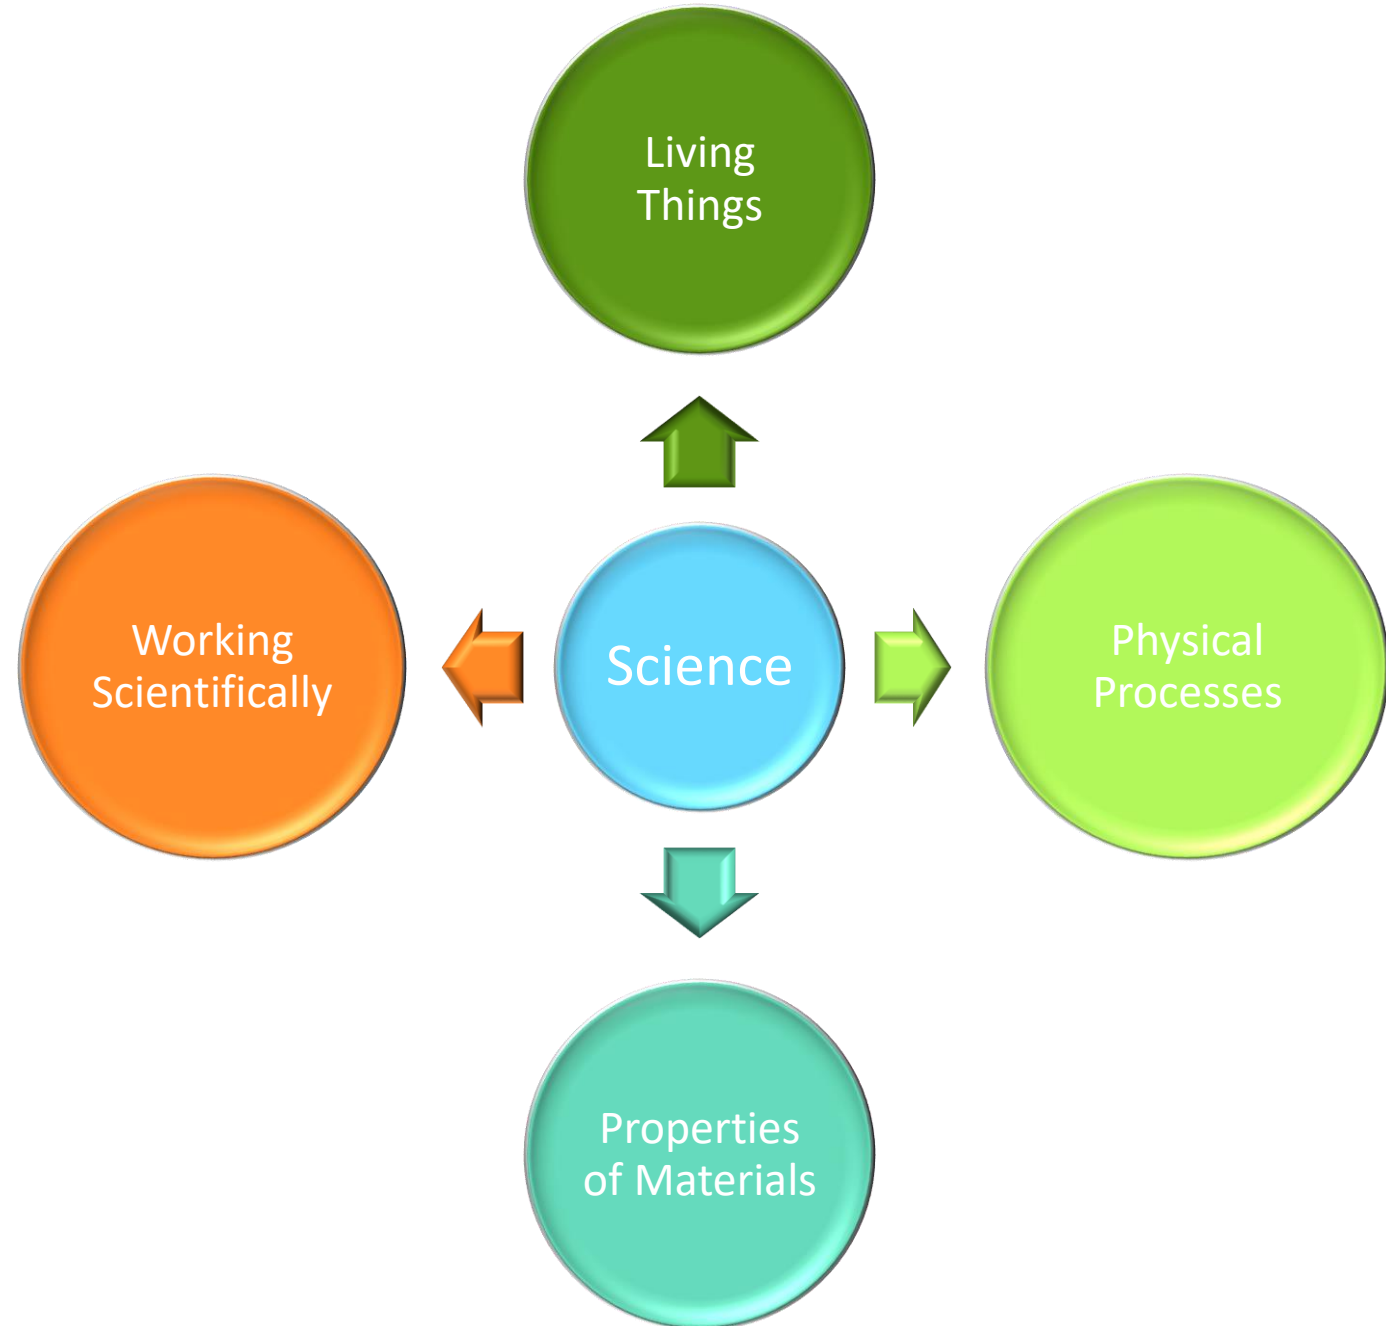 Living
Things
Working
Scientifically
Science
Physical
Processes
Properties
of Materials